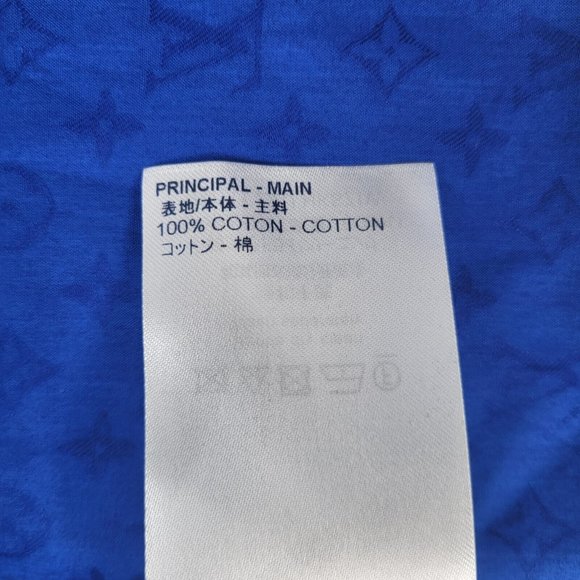 PRINCIPAL - MAIN
表地/本体 - 主料
100% COTON - COTTON
コットン - 棉